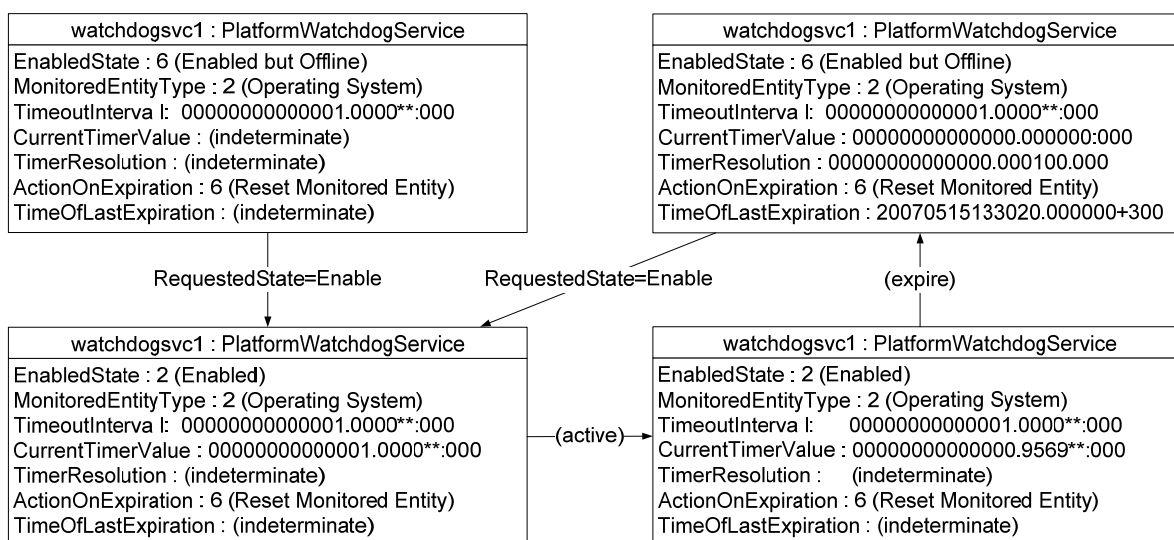 watchdogsvc1 : PlatformWatchdogService
EnabledState : 6 (Enabled but Offline)
MonitoredEntityType : 2 (Operating System)
TimeoutInterva l:  00000000000001.0000**:000
CurrentTimerValue : (indeterminate)
TimerResolution : (indeterminate)
ActionOnExpiration : 6 (Reset Monitored Entity)
TimeOfLastExpiration : (indeterminate)
watchdogsvc1 : PlatformWatchdogService
EnabledState : 6 (Enabled but Offline)
MonitoredEntityType : 2 (Operating System)
TimeoutInterva l:  00000000000001.0000**:000
CurrentTimerValue : 00000000000000.000000:000
TimerResolution : 00000000000000.000100.000
ActionOnExpiration : 6 (Reset Monitored Entity)
TimeOfLastExpiration : 20070515133020.000000+300
RequestedState=Enable
RequestedState=Enable
(expire)
watchdogsvc1 : PlatformWatchdogService
EnabledState : 2 (Enabled)
MonitoredEntityType : 2 (Operating System)
TimeoutInterva l:  00000000000001.0000**:000
CurrentTimerValue : 00000000000001.0000**:000
TimerResolution : (indeterminate)
ActionOnExpiration : 6 (Reset Monitored Entity)
TimeOfLastExpiration : (indeterminate)
(active)
watchdogsvc1 : PlatformWatchdogService
EnabledState : 2 (Enabled)
MonitoredEntityType : 2 (Operating System)
TimeoutInterva l:     00000000000001.0000**:000
CurrentTimerValue : 00000000000000.9569**:000
TimerResolution :    (indeterminate)
ActionOnExpiration : 6 (Reset Monitored Entity)
TimeOfLastExpiration : (indeterminate)